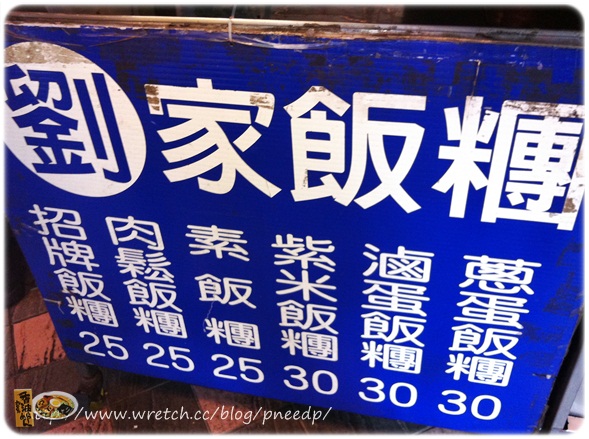 劉家飯糰
招牌飯糰 25
肉鬆飯糰 25
素飯糰 25
紫米飯糰 30
滷蛋飯糰 30
蔥蛋飯糰 30
http://www.wretch.cc/blog/pneedp/